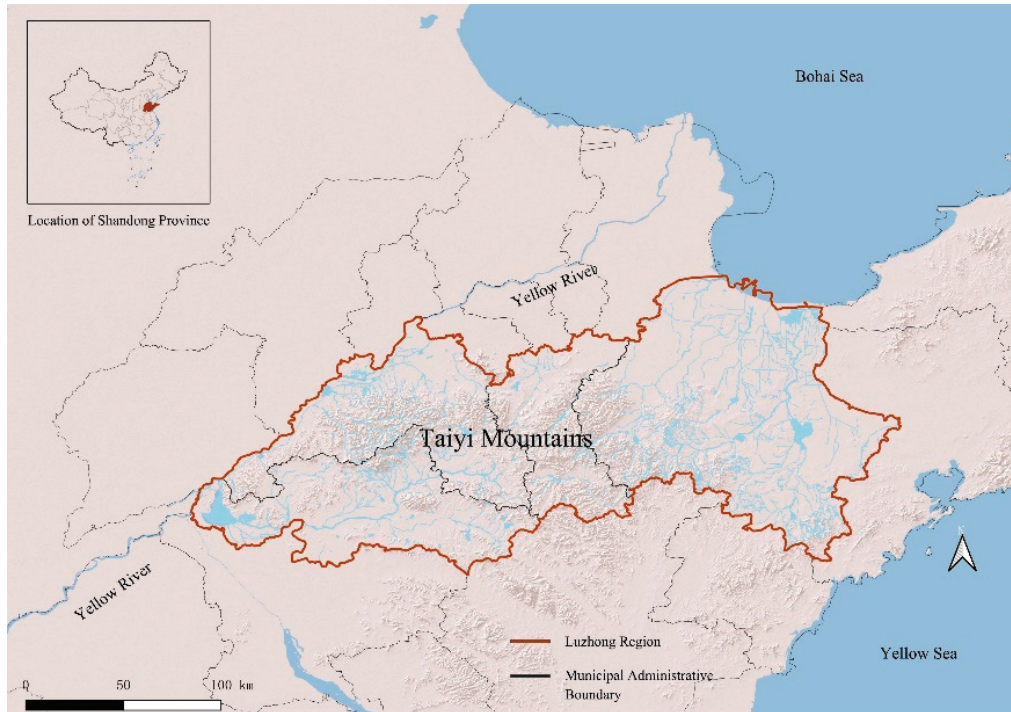 Bohai Sea
Location of Shandong Province
Yellow River
Taiyi Mountains
Yellow River
Luzhong Region
Yellow Sea
Municipal Administrative
Boundary
0 50 100 km